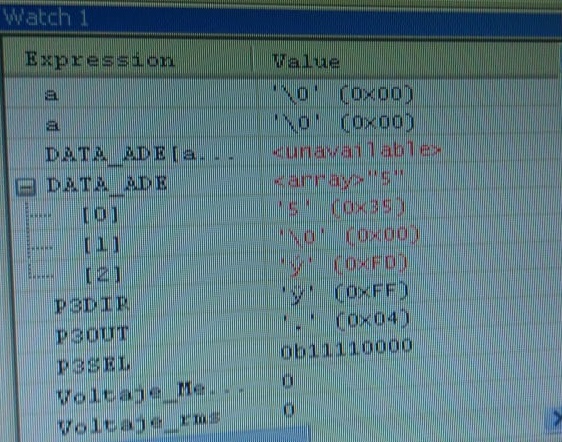 Watch 1
Expression Value
a '\0' (0x00)
a '\0' (0x00)
DATA_ADE[a... <unavailable>
DATA_ADE <array>"5"
[0] '5' (0x35)
[1] '\0' (0x00)
[2] 'ý' (0xFD)
P3DIR 'ÿ' (0xFF)
P3OUT '.' (0x04)
P3SEL 0b11110000
Voltaje_Me... 0
Voltaje_rms 0